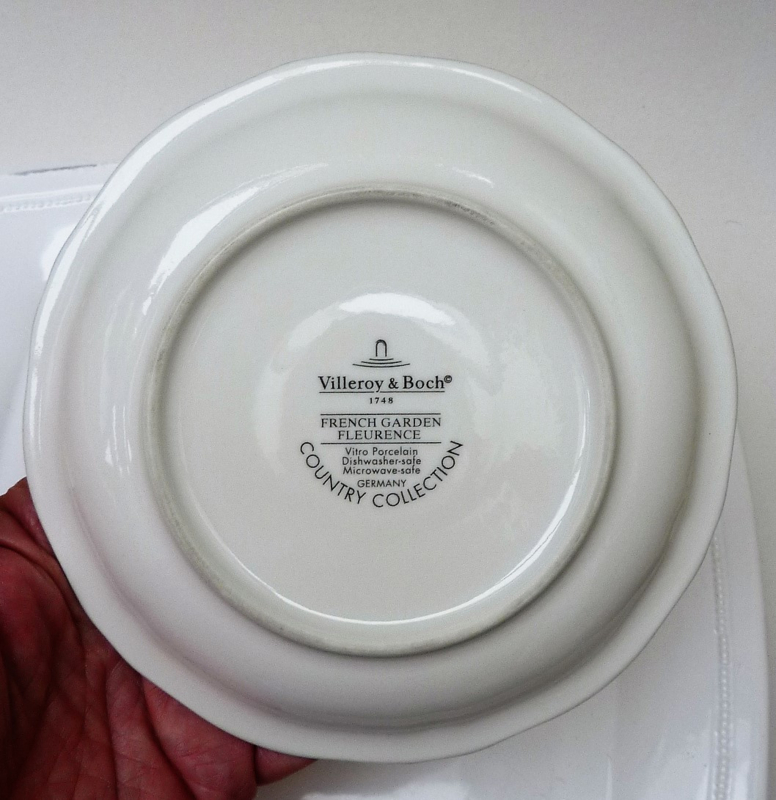 Villeroy & Boch©
1748
FRENCH GARDEN
FLEURENCE
Vitro Porcelain
Dishwasher-safe
Microwave-safe
GERMANY
COUNTRY COLLECTION